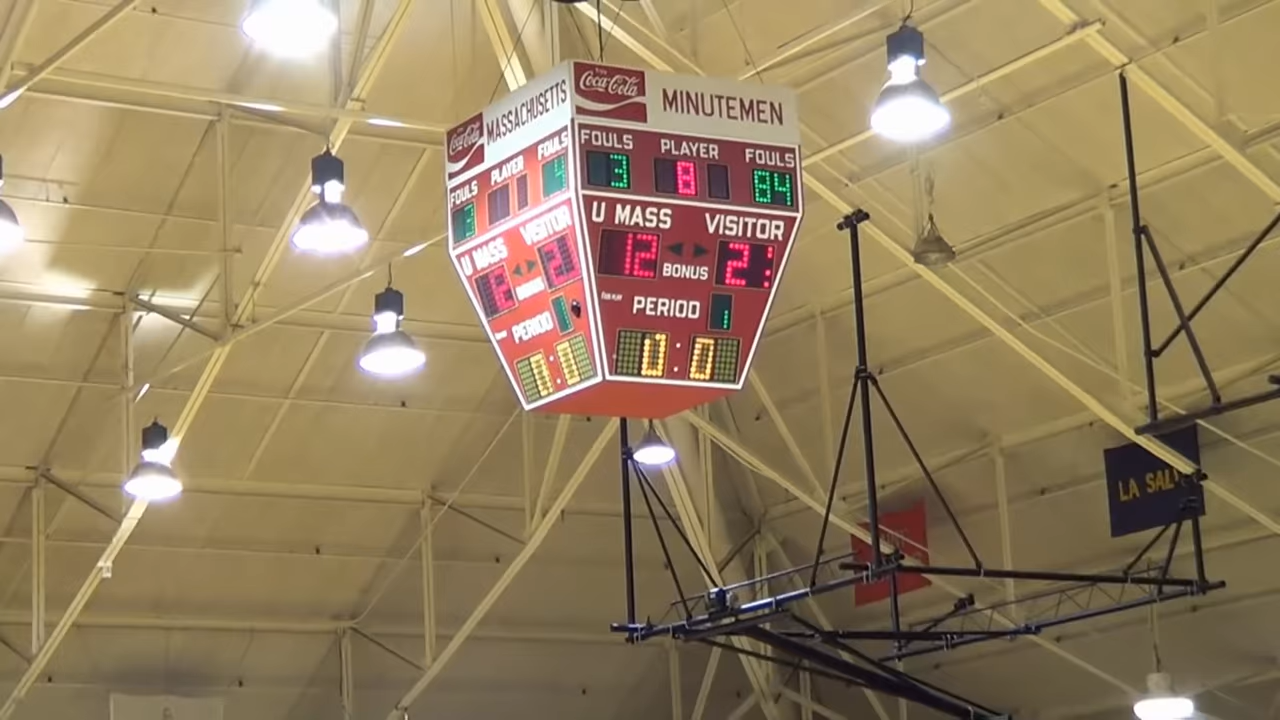 Coca-Cola MASSACHUSETTS
FOULS PLAYER FOULS
U MASS VISITOR
BONUS
PERIOD
Coca-Cola MINUTEMEN
FOULS PLAYER FOULS
3 8 84
U MASS VISITOR
12 BONUS
PERIOD 1
0 : 0
LA SAL